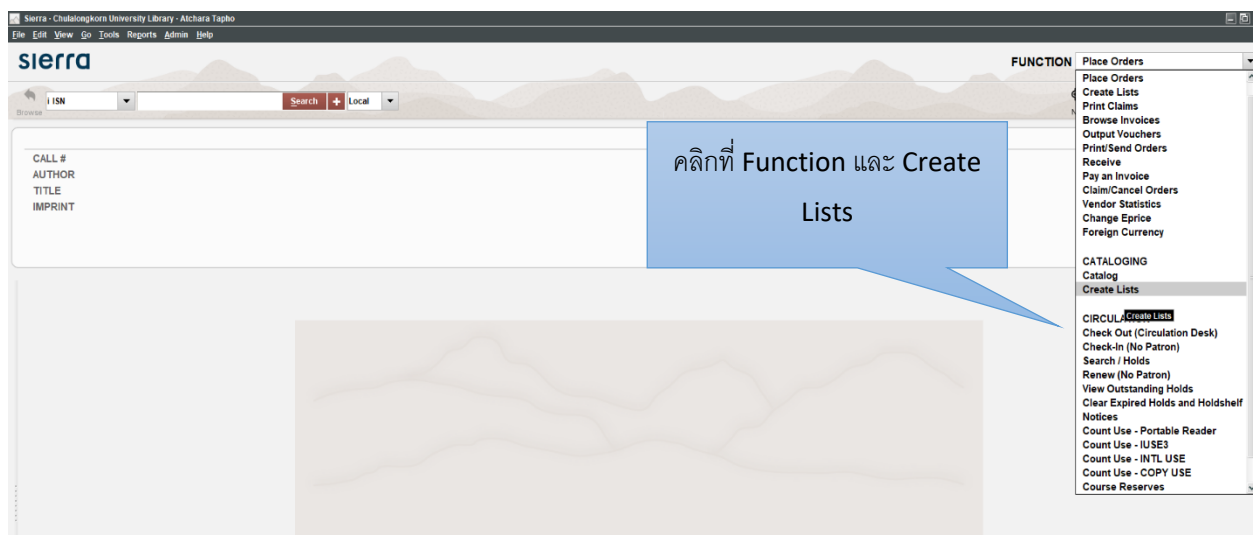 Sierra - Chulalongkorn University Library - Atchara Tapho
File Edit View Go Tools Reports Admin Help
sierra
FUNCTION Place Orders
i ISN
Search + Local
Browse
CALL #
AUTHOR
TITLE
IMPRINT
คลิกที่ Function และ Create
Lists
Place Orders
Create Lists
Print Claims
Browse Invoices
Output Vouchers
Print/Send Orders
Receive
Pay an Invoice
Claim/Cancel Orders
Vendor Statistics
Change Eprice
Foreign Currency
CATALOGING
Catalog
Create Lists
Create Lists
Check Out (Circulation Desk)
Check-In (No Patron)
Search / Holds
Renew (No Patron)
View Outstanding Holds
Clear Expired Holds and Holdshelf
Notices
Count Use - Portable Reader
Count Use - IUSE3
Count Use - INTL USE
Count Use - COPY USE
Course Reserves